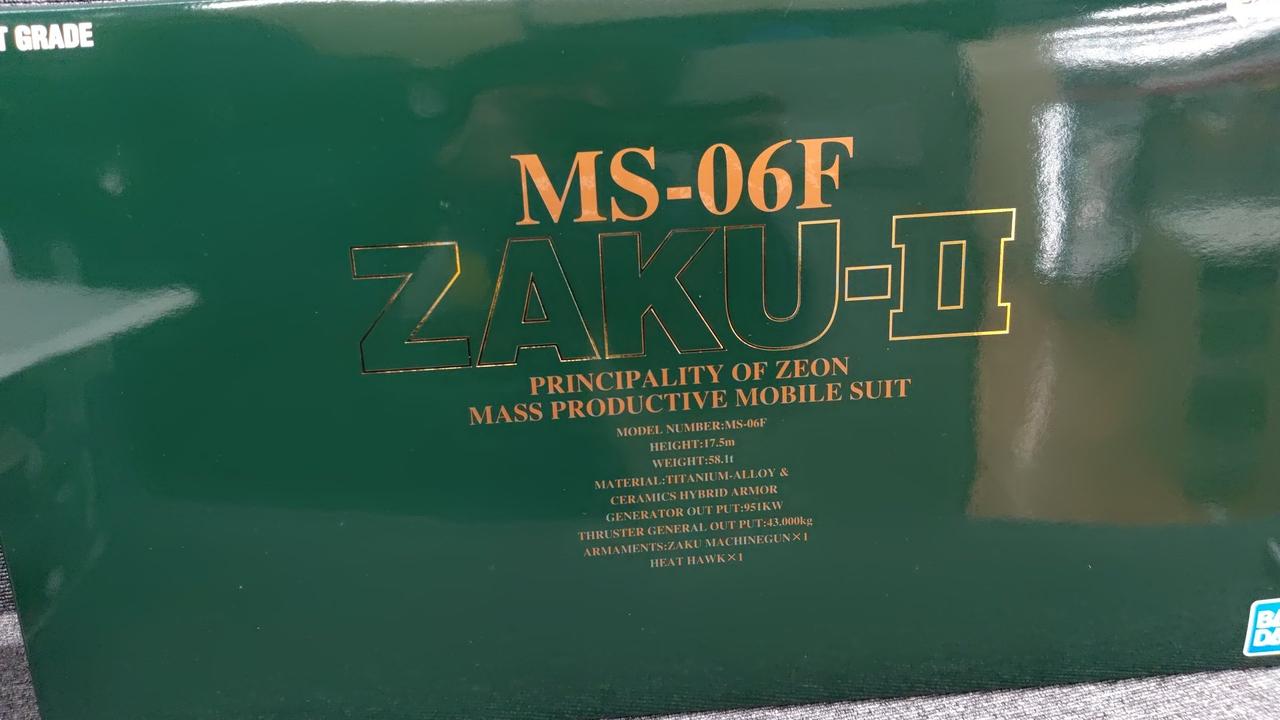 GRADE
MS-06F
ZAKU-II
PRINCIPALITY OF ZEON
MASS PRODUCTIVE MOBILE SUIT
MODEL NUMBER:MS-06F
HEIGHT:17.5m
WEIGHT:58.1t
MATERIAL:TITANIUM-ALLOY &
CERAMICS HYBRID ARMOR
GENERATOR OUT PUT:951KW
THRUSTER GENERAL OUT PUT:43.000kg
ARMAMENTS:ZAKU MACHINEGUN×1
HEAT HAWK×1